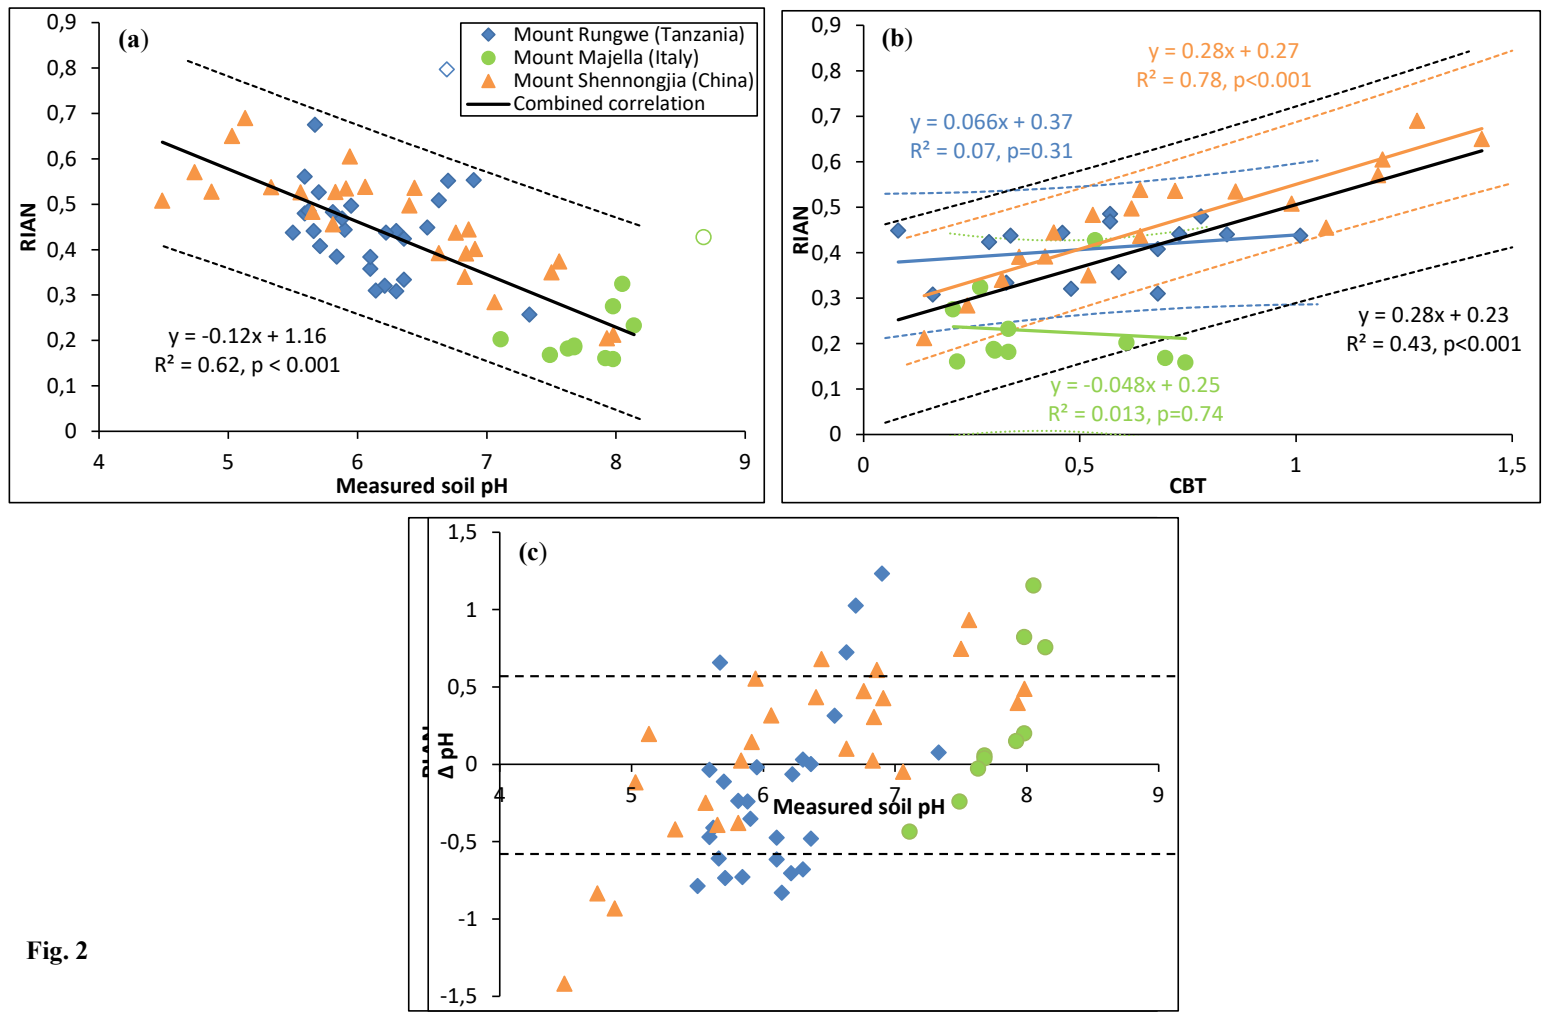 (a)
Mount Rungwe (Tanzania)
Mount Majella (Italy)
Mount Shennongjia (China)
Combined correlation
0,9
0,8
0,7
0,6
0,5
0,4
0,3
0,2
0,1
0
RIAN
y = -0.12x + 1.16
R² = 0.62, p < 0.001
4 5 6 7 8 9
Measured soil pH
(b)
0,9
0,8
0,7
0,6
0,5
0,4
0,3
0,2
0,1
0
RIAN
y = 0.28x + 0.27
R² = 0.78, p<0.001
y = 0.066x + 0.37
R² = 0.07, p=0.31
y = 0.28x + 0.23
R² = 0.43, p<0.001
y = -0.048x + 0.25
R² = 0.013, p=0.74
0 0,5 1 1,5
CBT
(c)
1,5
1
0,5
0
-0,5
-1
-1,5
RIAN
Δ pH
4 5 6 7 8 9
Measured soil pH
Fig. 2